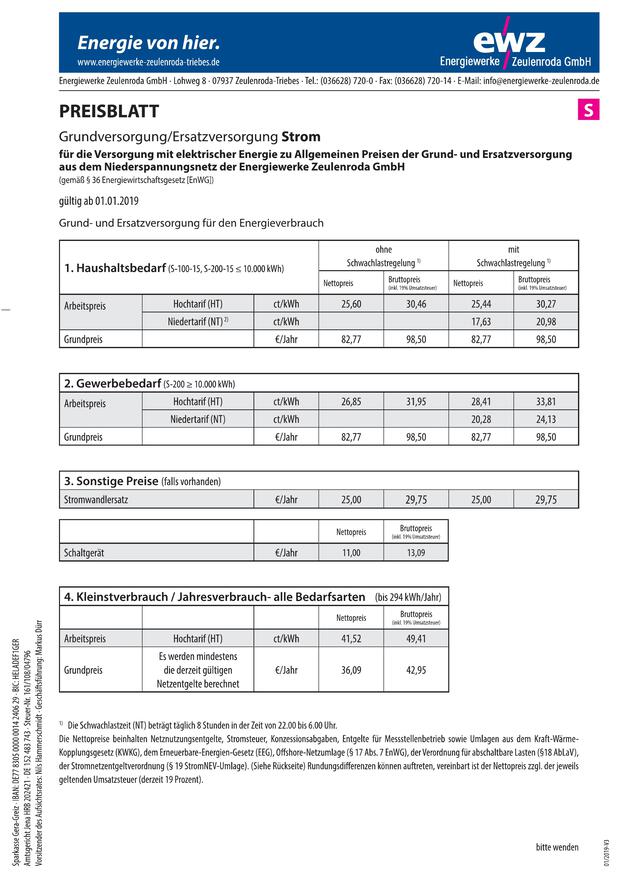 Energie von hier.
www.energiewerke-zeulenroda-triebes.de
ewz
Energiewerke Zeulenroda GmbH
Energiewerke Zeulenroda GmbH · Lohweg 8 · 07937 Zeulenroda-Triebes · Tel.: (036628) 720-0 · Fax: (036628) 720-14 · E-Mail: info@energiewerke-zeulenroda.de
PREISBLATT
S
Grundversorgung/Ersatzversorgung Strom
für die Versorgung mit elektrischer Energie zu Allgemeinen Preisen der Grund- und Ersatzversorgung
aus dem Niederspannungsnetz der Energiewerke Zeulenroda GmbH
(gemäß § 36 Energiewirtschaftsgesetz [EnWG])
gültig ab 01.01.2019
Grund- und Ersatzversorgung für den Energieverbrauch
1. Haushaltsbedarf (S-100-15, S-200-15 ≤ 10.000 kWh)
ohne Schwachlastregelung 1)
mit Schwachlastregelung 1)
Nettopreis Bruttopreis (inkl. 19% Umsatzsteuer) Nettopreis Bruttopreis (inkl. 19% Umsatzsteuer)
Arbeitspreis Hochtarif (HT) ct/kWh 25,60 30,46 25,44 30,27
Niedertarif (NT) 2) ct/kWh 17,63 20,98
Grundpreis €/Jahr 82,77 98,50 82,77 98,50
2. Gewerbebedarf (S-200 ≥ 10.000 kWh)
Arbeitspreis Hochtarif (HT) ct/kWh 26,85 31,95 28,41 33,81
Niedertarif (NT) ct/kWh 20,28 24,13
Grundpreis €/Jahr 82,77 98,50 82,77 98,50
3. Sonstige Preise (falls vorhanden)
Stromwandlersatz €/Jahr 25,00 29,75 25,00 29,75
Nettopreis Bruttopreis (inkl. 19% Umsatzsteuer)
Schaltgerät €/Jahr 11,00 13,09
4. Kleinstverbrauch / Jahresverbrauch- alle Bedarfsarten (bis 294 kWh/Jahr)
Nettopreis Bruttopreis (inkl. 19% Umsatzsteuer)
Arbeitspreis Hochtarif (HT) ct/kWh 41,52 49,41
Grundpreis Es werden mindestens die derzeit gültigen Netzentgelte berechnet €/Jahr 36,09 42,95
1) Die Schwachlastzeit (NT) beträgt täglich 8 Stunden in der Zeit von 22.00 bis 6.00 Uhr.
Die Nettopreise beinhalten Netznutzungsentgelte, Stromsteuer, Konzessionsabgaben, Entgelte für Messstellenbetrieb sowie Umlagen aus dem Kraft-Wärme-
Kopplungsgesetz (KWKG), dem Erneuerbare-Energien-Gesetz (EEG), Offshore-Netzumlage (§ 17 Abs. 7 EnWG), der Verordnung für abschaltbare Lasten (§18 AbLaV),
der Stromnetzentgeltverordnung (§ 19 StromNEV-Umlage). (Siehe Rückseite) Rundungsdifferenzen können auftreten, vereinbart ist der Nettopreis zzgl. der jeweils
geltenden Umsatzsteuer (derzeit 19 Prozent).
bitte wenden
01/2019-V3
Sparkasse Gera-Greiz · IBAN: DE77 8305 0000 0014 2406 29 · BIC: HELADEF1GER
Amtsgericht Jena HRB 202421 · DE 152 483 743 · Steuer-Nr. 161/108/04796
Vorsitzender des Aufsichtsrates: Nils Hammerschmidt · Geschäftsführung: Markus Dürr